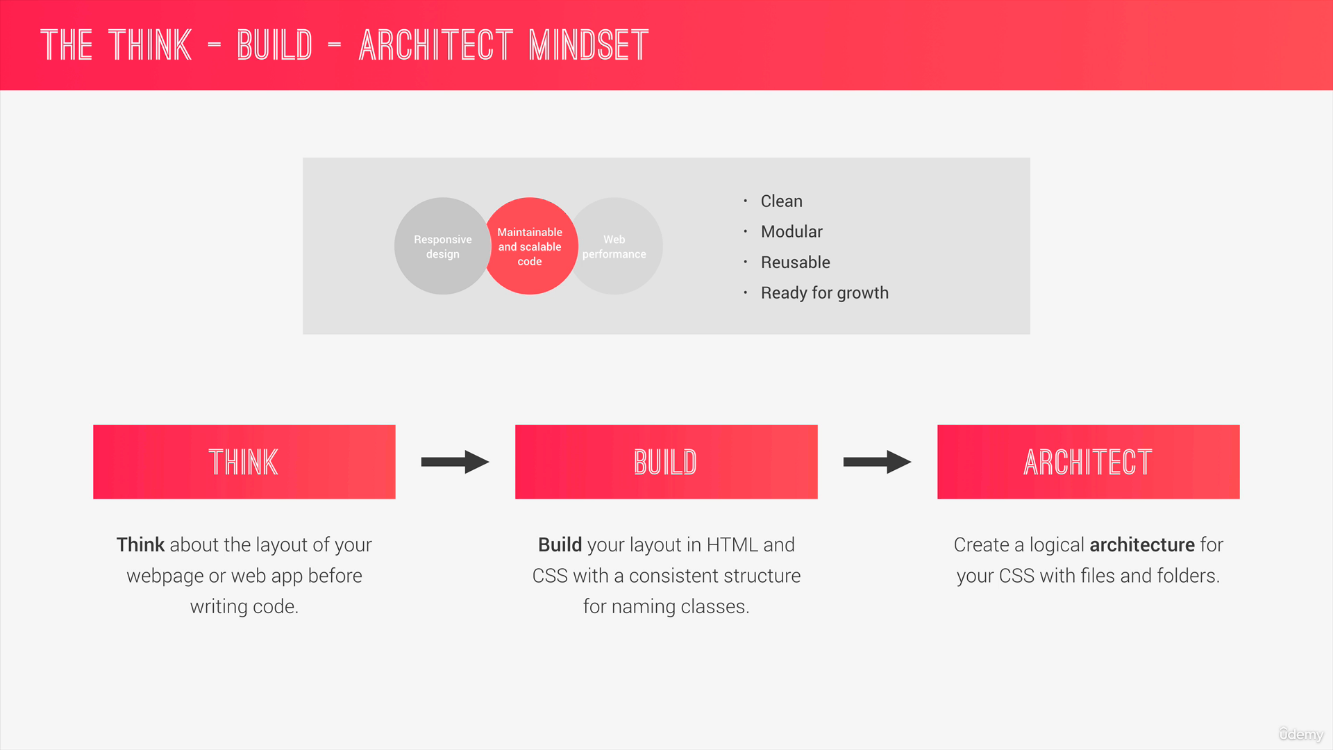 THE THINK – BUILD – ARCHITECT MINDSET
Responsive
design
Maintainable
and scalable
code
Web
performance
• Clean
• Modular
• Reusable
• Ready for growth
THINK
BUILD
ARCHITECT
Think about the layout of your
webpage or web app before
writing code.
Build your layout in HTML and
CSS with a consistent structure
for naming classes.
Create a logical architecture for
your CSS with files and folders.
ûdemy